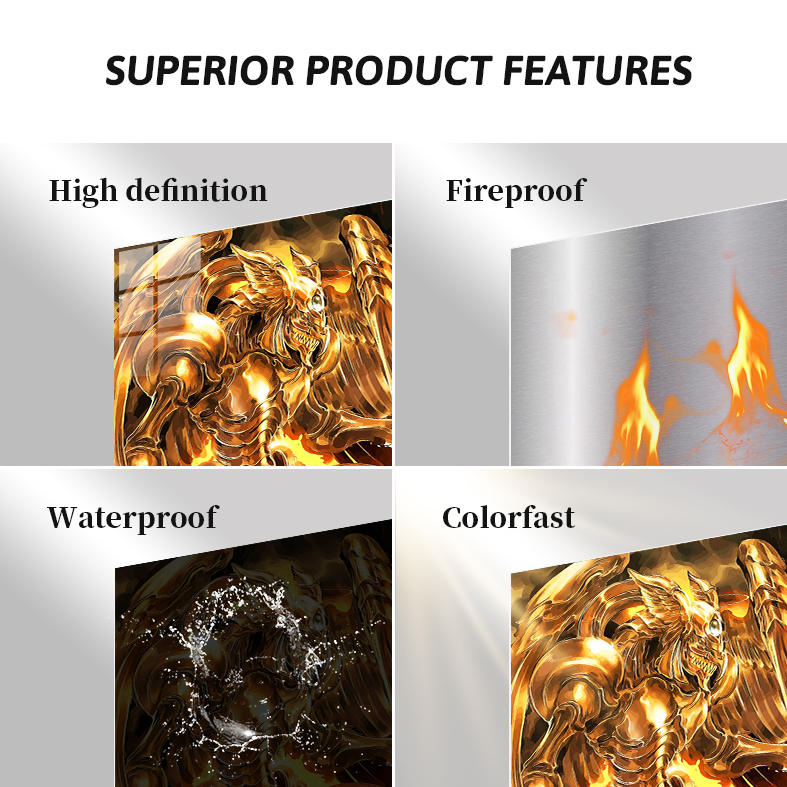 SUPERIOR PRODUCT FEATURES
High definition
Fireproof
Waterproof
Colorfast